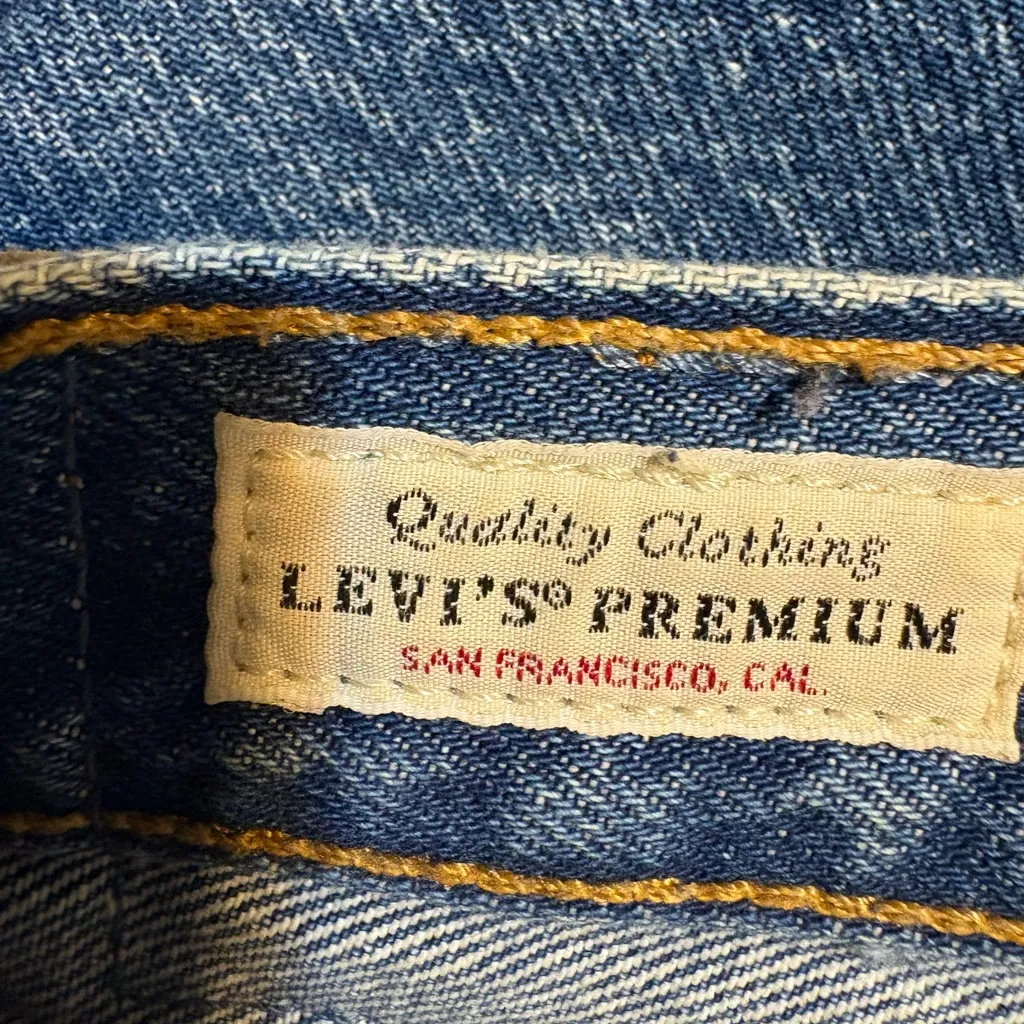 Quality Clothing
LEVI'S® PREMIUM
SAN FRANCISCO, CAL.